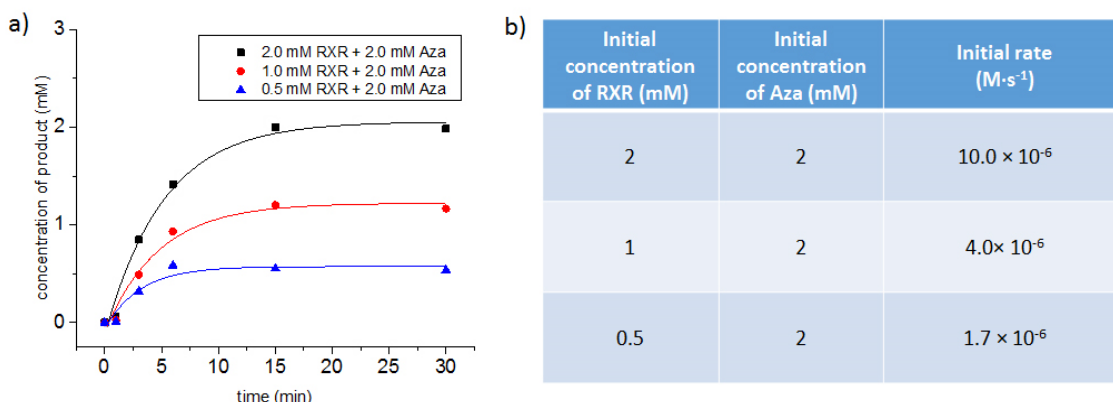 a)
3
2
1
0
concentration of product (mM)
2.0 mM RXR + 2.0 mM Aza
1.0 mM RXR + 2.0 mM Aza
0.5 mM RXR + 2.0 mM Aza
0 5 10 15 20 25 30
time (min)
b)
Initial concentration of RXR (mM)
Initial concentration of Aza (mM)
Initial rate (M·s⁻¹)
2 2 10.0 × 10⁻⁶
1 2 4.0× 10⁻⁶
0.5 2 1.7 × 10⁻⁶